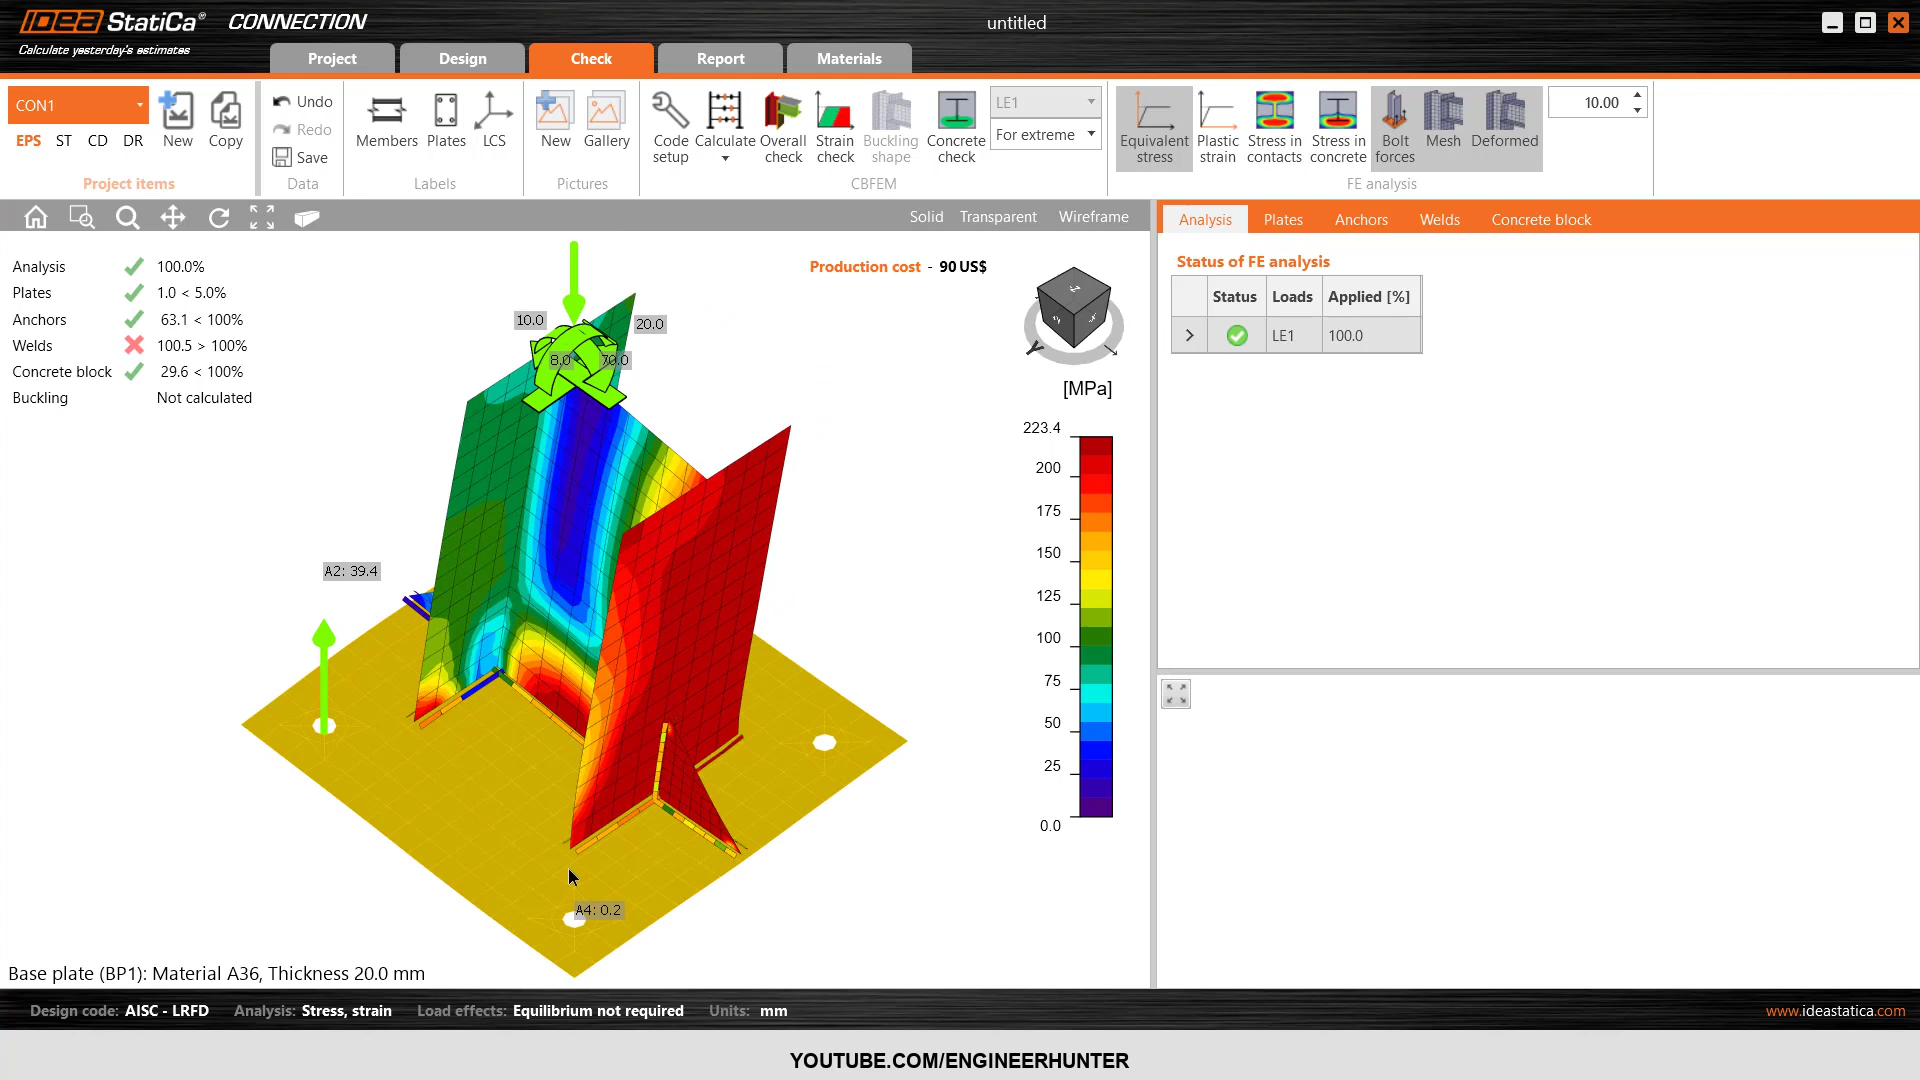 IDEA StatiCa® CONNECTION
Calculate yesterday's estimates
untitled
Project Design Check Report Materials
CON1
EPS ST CD DR
New Copy
Project items
Undo
Redo
Save
Data
Members Plates LCS
Labels
New Gallery
Pictures
Code setup Calculate Overall check Strain check Buckling shape Concrete check
LE1
For extreme
CBFEM
Equivalent stress Plastic strain Stress in contacts Stress in concrete Bolt forces Mesh Deformed
FE analysis
10.00
Solid Transparent Wireframe
Analysis 100.0%
Plates 1.0 < 5.0%
Anchors 63.1 < 100%
Welds 100.5 > 100%
Concrete block 29.6 < 100%
Buckling Not calculated
Production cost - 90 US$
10.0
20.0
8.0
70.0
A2: 39.4
A4: 0.2
[MPa]
223.4
200
175
150
125
100
75
50
25
0.0
Base plate (BP1): Material A36, Thickness 20.0 mm
Analysis Plates Anchors Welds Concrete block
Status of FE analysis
Status Loads Applied [%]
LE1 100.0
Design code: AISC - LRFD Analysis: Stress, strain Load effects: Equilibrium not required Units: mm
www.ideastatica.com
YOUTUBE.COM/ENGINEERHUNTER